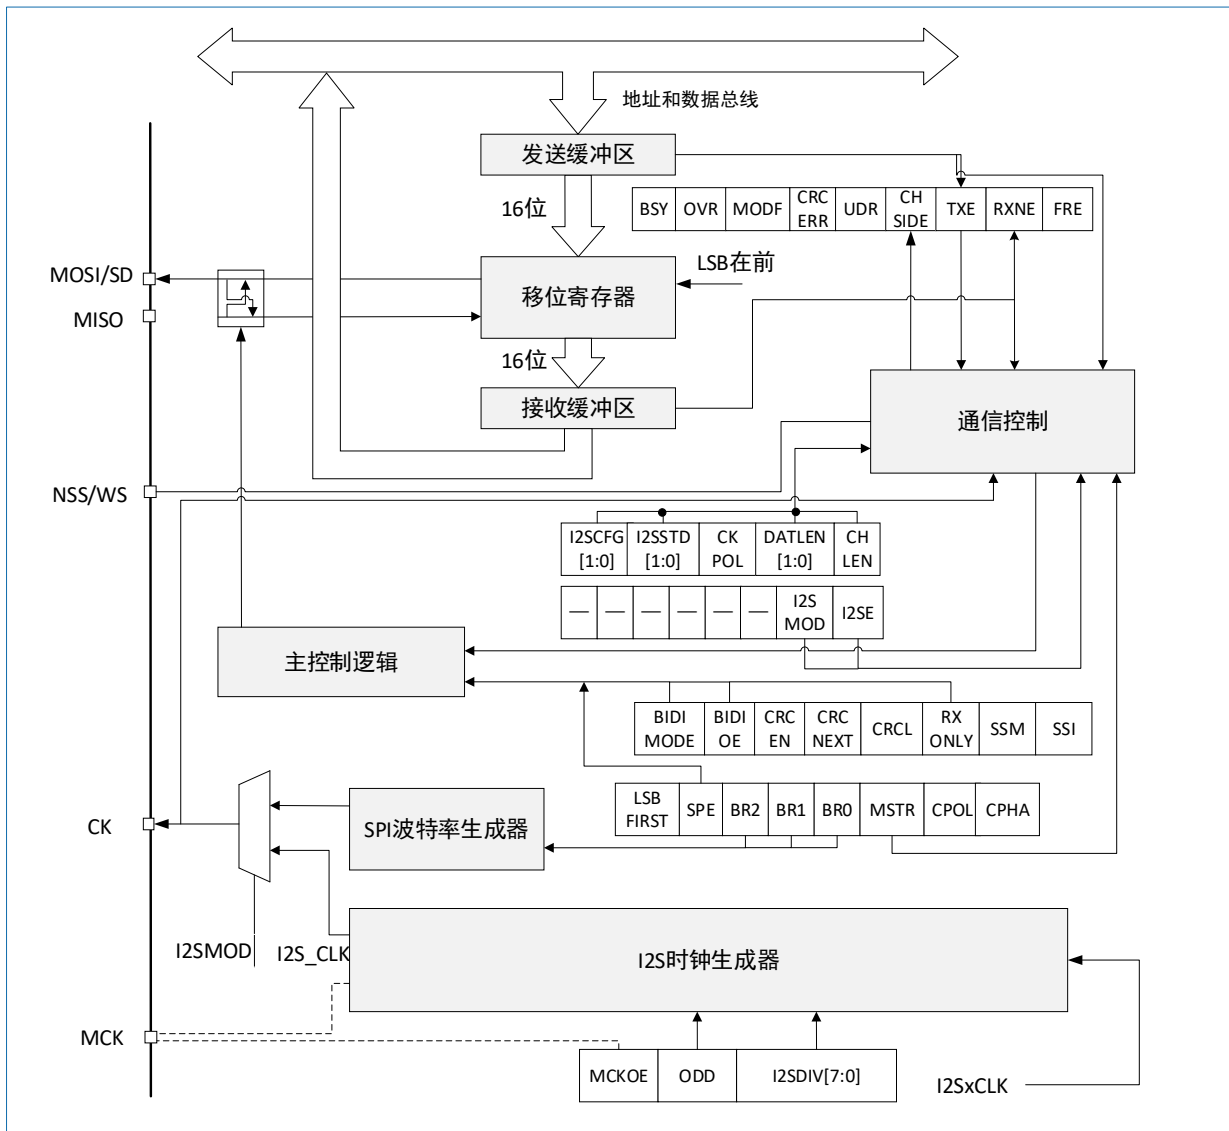 地址和数据总线
发送缓冲区
16位
BSY OVR MODF CRC ERR UDR CH SIDE TXE RXNE FRE
LSB在前
MOSI/SD
移位寄存器
MISO
16位
接收缓冲区
通信控制
NSS/WS
I2SCFG [1:0] I2SSTD [1:0] CK POL DATLEN [1:0] CH LEN
— — — — — — I2S MOD I2SE
主控制逻辑
BIDI MODE BIDI OE CRC EN CRC NEXT CRCL RX ONLY SSM SSI
LSB FIRST SPE BR2 BR1 BR0 MSTR CPOL CPHA
CK
SPI波特率生成器
I2SMOD
I2S_CLK
I2S时钟生成器
MCK
MCKOE ODD I2SDIV[7:0]
I2SxCLK